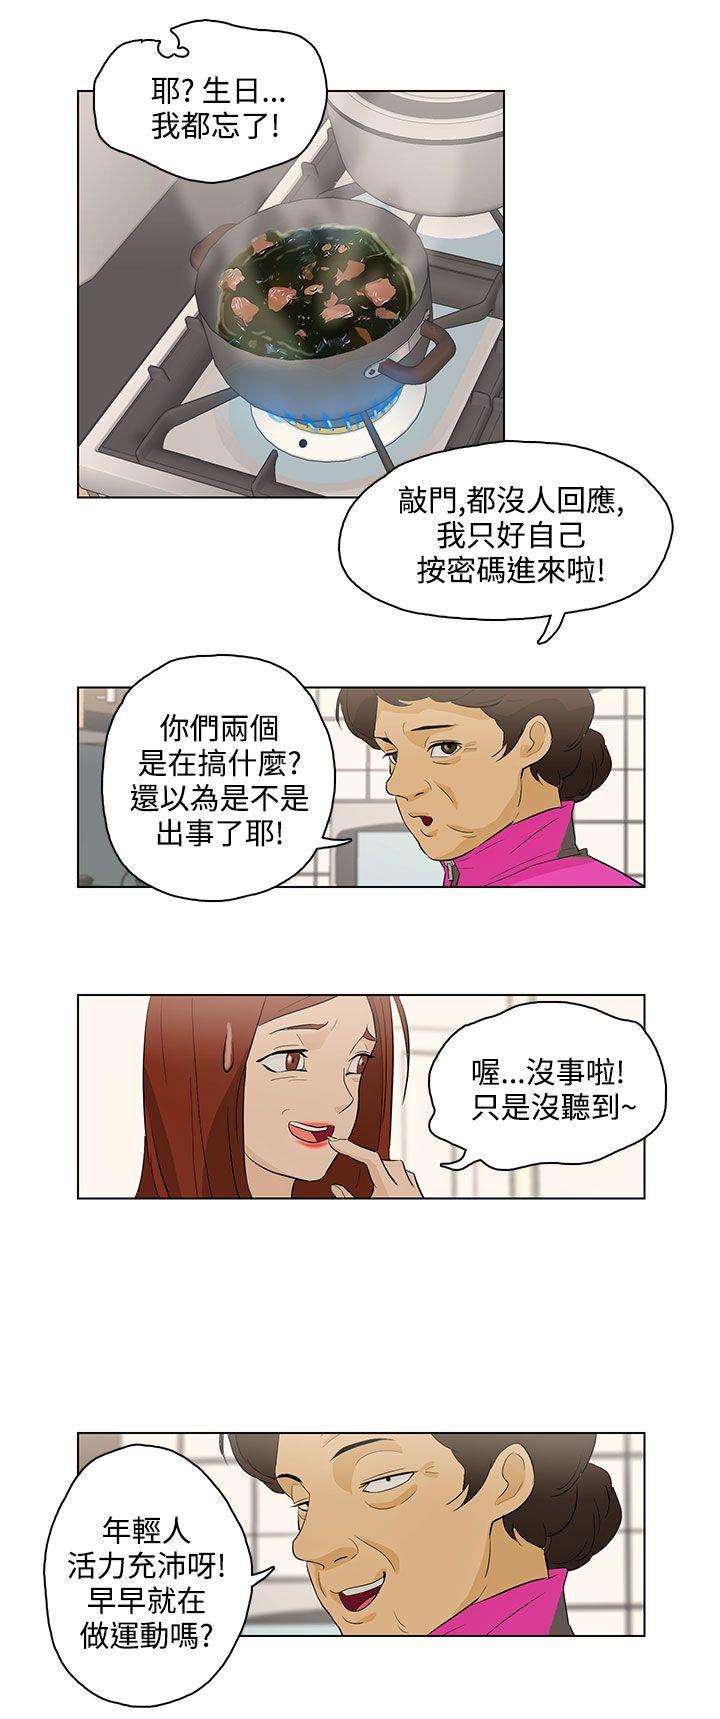 耶? 生日...
我都忘了!
敲門,都沒人回應,
我只好自己
按密碼進來啦!
你們兩個
是在搞什麼?
還以為是不是
出事了耶!
喔...沒事啦!
只是沒聽到~
年輕人
活力充沛呀!
早早就在
做運動嗎?